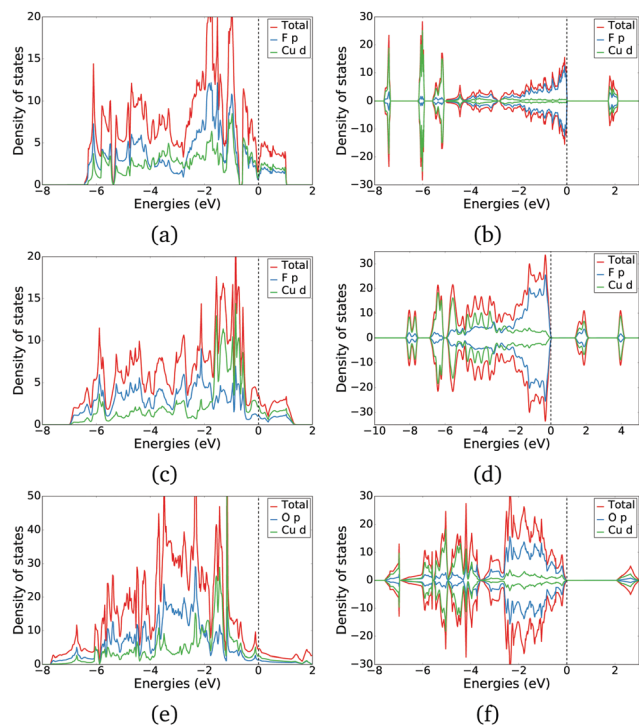 20
15
10
5
0
Density of states
Total
F p
Cu d
−8 −6 −4 −2 0 2
Energies (eV)
(a)
30
20
10
0
−10
−20
−30
Density of states
Total
F p
Cu d
−8 −6 −4 −2 0 2
Energies (eV)
(b)
20
15
10
5
0
Density of states
Total
F p
Cu d
−8 −6 −4 −2 0 2
Energies (eV)
(c)
30
20
10
0
−10
−20
−30
Density of states
Total
F p
Cu d
−10 −8 −6 −4 −2 0 2 4
Energies (eV)
(d)
50
40
30
20
10
0
Density of states
Total
O p
Cu d
−8 −6 −4 −2 0 2
Energies (eV)
(e)
30
20
10
0
−10
−20
−30
Density of states
Total
O p
Cu d
−8 −6 −4 −2 0 2
Energies (eV)
(f)